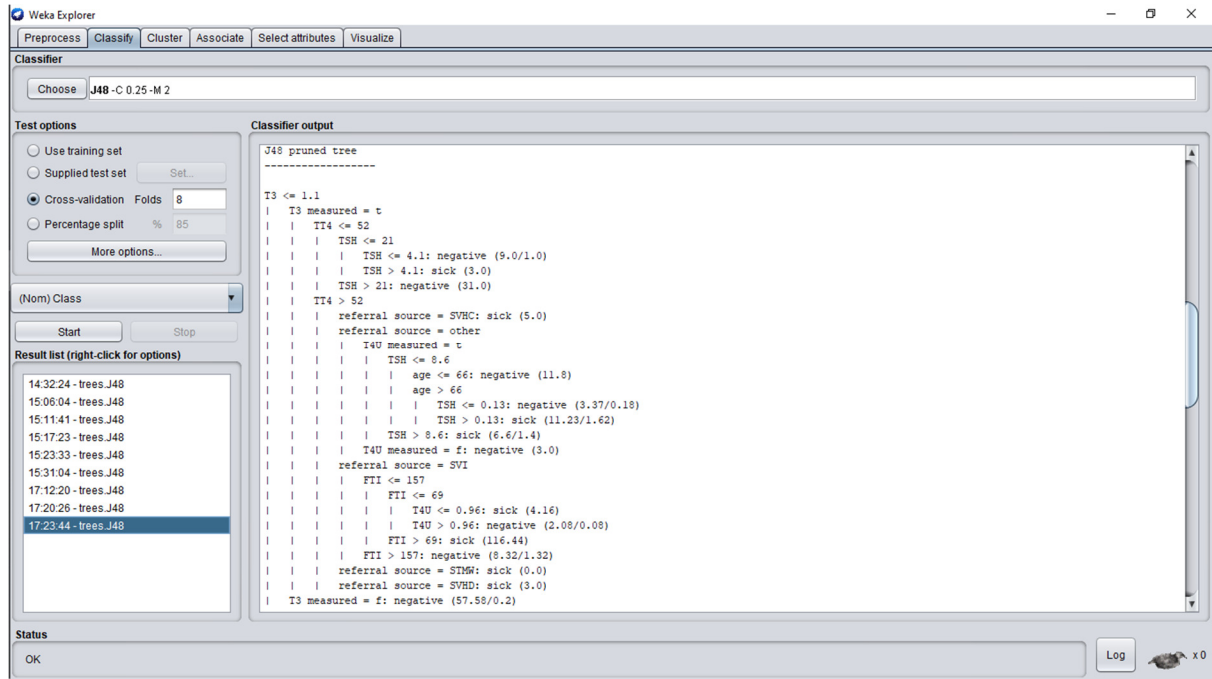 Weka Explorer
Preprocess Classify Cluster Associate Select attributes Visualize
Classifier
Choose J48 -C 0.25 -M 2
Test options
Use training set
Supplied test set Set...
Cross-validation Folds 8
Percentage split % 85
More options...
(Nom) Class
Start Stop
Result list (right-click for options)
14:32:24 - trees.J48
15:06:04 - trees.J48
15:11:41 - trees.J48
15:17:23 - trees.J48
15:23:33 - trees.J48
15:31:04 - trees.J48
17:12:20 - trees.J48
17:20:26 - trees.J48
17:23:44 - trees.J48
Classifier output
J48 pruned tree
------------------
T3 <= 1.1
|   T3 measured = t
|   |   TT4 <= 52
|   |   |   TSH <= 21
|   |   |   |   TSH <= 4.1: negative (9.0/1.0)
|   |   |   |   TSH > 4.1: sick (3.0)
|   |   |   TSH > 21: negative (31.0)
|   |   TT4 > 52
|   |   |   referral source = SVHC: sick (5.0)
|   |   |   referral source = other
|   |   |   |   T4U measured = t
|   |   |   |   |   TSH <= 8.6
|   |   |   |   |   |   age <= 66: negative (11.8)
|   |   |   |   |   |   age > 66
|   |   |   |   |   |   |   TSH <= 0.13: negative (3.37/0.18)
|   |   |   |   |   |   |   TSH > 0.13: sick (11.23/1.62)
|   |   |   |   |   TSH > 8.6: sick (6.6/1.4)
|   |   |   |   T4U measured = f: negative (3.0)
|   |   |   referral source = SVI
|   |   |   |   FTI <= 157
|   |   |   |   |   FTI <= 69
|   |   |   |   |   |   T4U <= 0.96: sick (4.16)
|   |   |   |   |   |   T4U > 0.96: negative (2.08/0.08)
|   |   |   |   |   FTI > 69: sick (116.44)
|   |   |   |   FTI > 157: negative (8.32/1.32)
|   |   |   referral source = STMW: sick (0.0)
|   |   |   referral source = SVHD: sick (3.0)
|   T3 measured = f: negative (57.58/0.2)
Status
OK
Log x 0